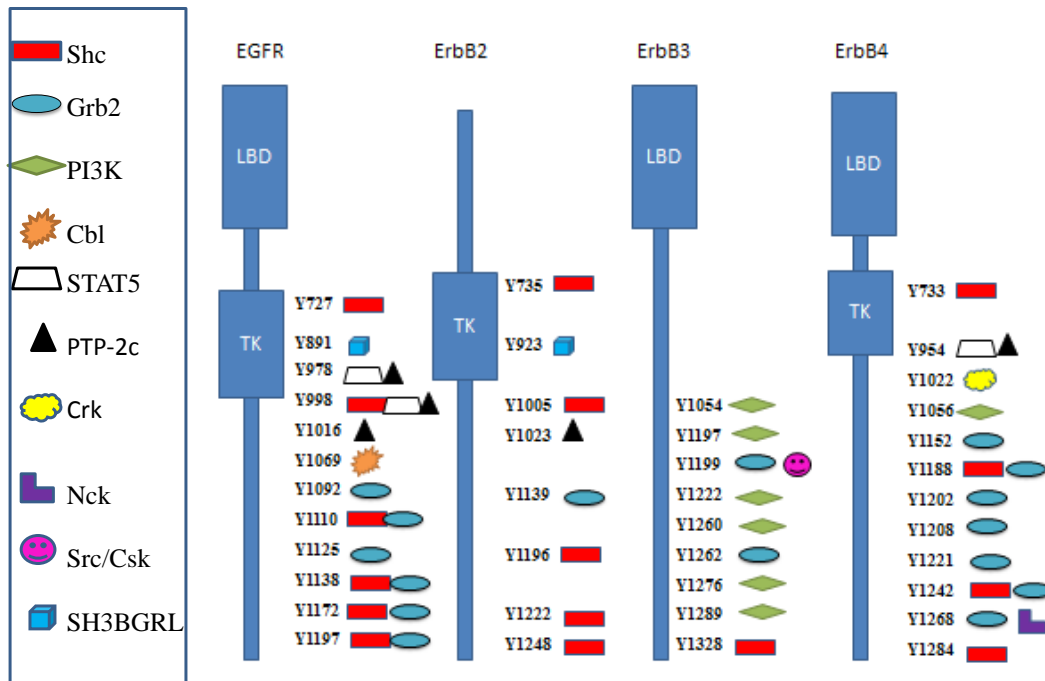 Shc
Grb2
PI3K
Cbl
STAT5
PTP-2c
Crk
Nck
Src/Csk
SH3BGRL
EGFR
LBD
TK
Y727
Y891
Y978
Y998
Y1016
Y1069
Y1092
Y1110
Y1125
Y1138
Y1172
Y1197
ErbB2
TK
Y735
Y923
Y1005
Y1023
Y1139
Y1196
Y1222
Y1248
ErbB3
LBD
Y1054
Y1197
Y1199
Y1222
Y1260
Y1262
Y1276
Y1289
Y1328
ErbB4
LBD
TK
Y733
Y954
Y1022
Y1056
Y1152
Y1188
Y1202
Y1208
Y1221
Y1242
Y1268
Y1284